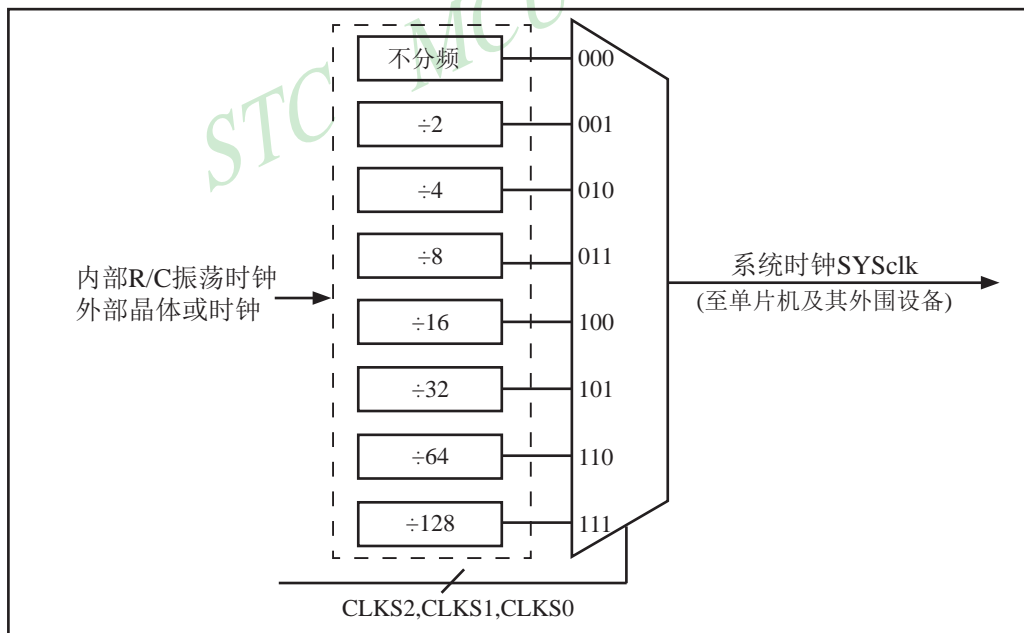 STC MCU
不分频
000
÷2
001
÷4
010
÷8
011
÷16
100
÷32
101
÷64
110
÷128
111
内部R/C振荡时钟
外部晶体或时钟
系统时钟SYSclk
(至单片机及其外围设备)
CLKS2,CLKS1,CLKS0